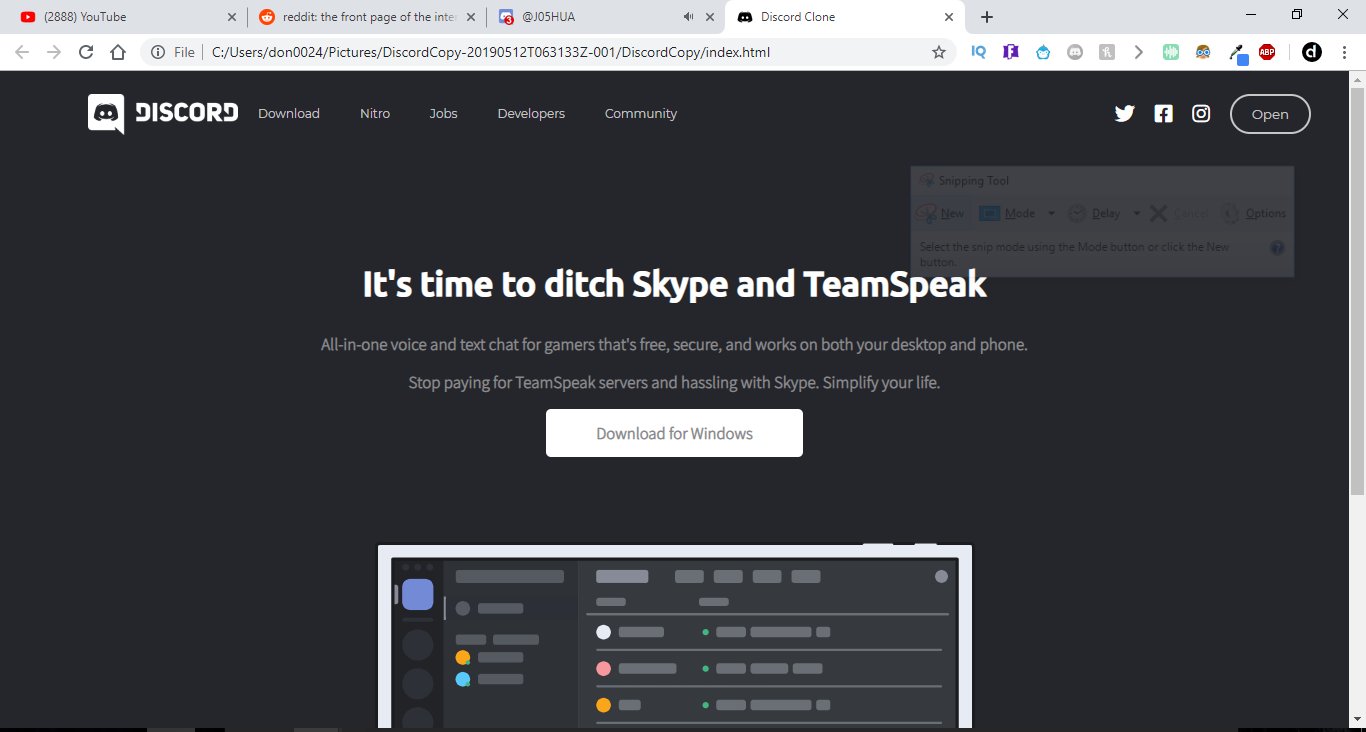 (2888) YouTube
reddit: the front page of the inter
3
@J05HUA
Discord Clone
File
C:/Users/don0024/Pictures/DiscordCopy-20190512T063133Z-001/DiscordCopy/index.html
IQ
ABP
d
DISCORD
Download
Nitro
Jobs
Developers
Community
Open
Snipping Tool
New
Mode
Delay
Cancel
Options
Select the snip mode using the Mode button or click the New
button.
It's time to ditch Skype and TeamSpeak
All-in-one voice and text chat for gamers that's free, secure, and works on both your desktop and phone.
Stop paying for TeamSpeak servers and hassling with Skype. Simplify your life.
Download for Windows